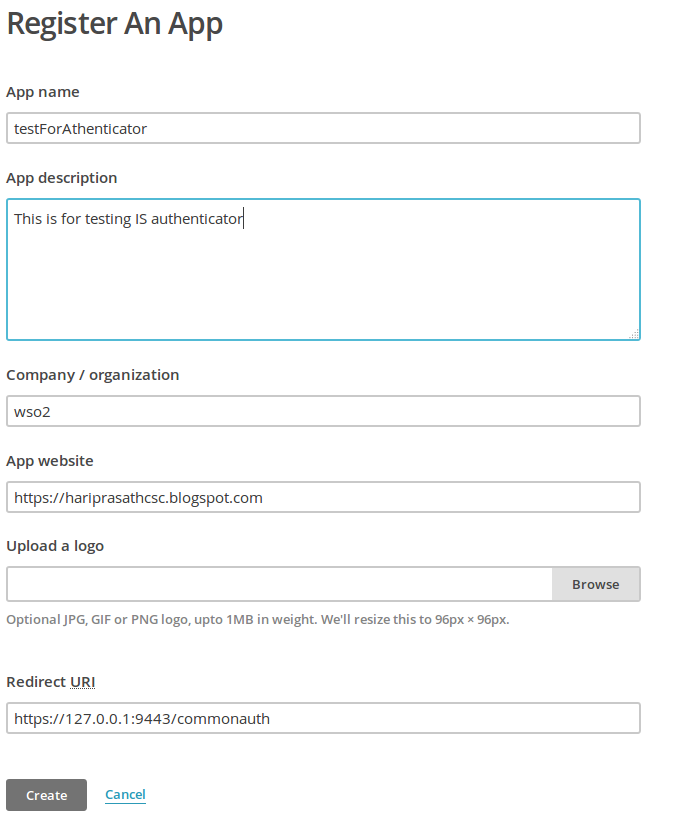 Register An App
App name
testForAthenticator
App description
This is for testing IS authenticator
Company / organization
wso2
App website
https://hariprasathcsc.blogspot.com
Upload a logo
Browse
Optional JPG, GIF or PNG logo, upto 1MB in weight. We'll resize this to 96px × 96px.
Redirect URI
https://127.0.0.1:9443/commonauth
Create Cancel